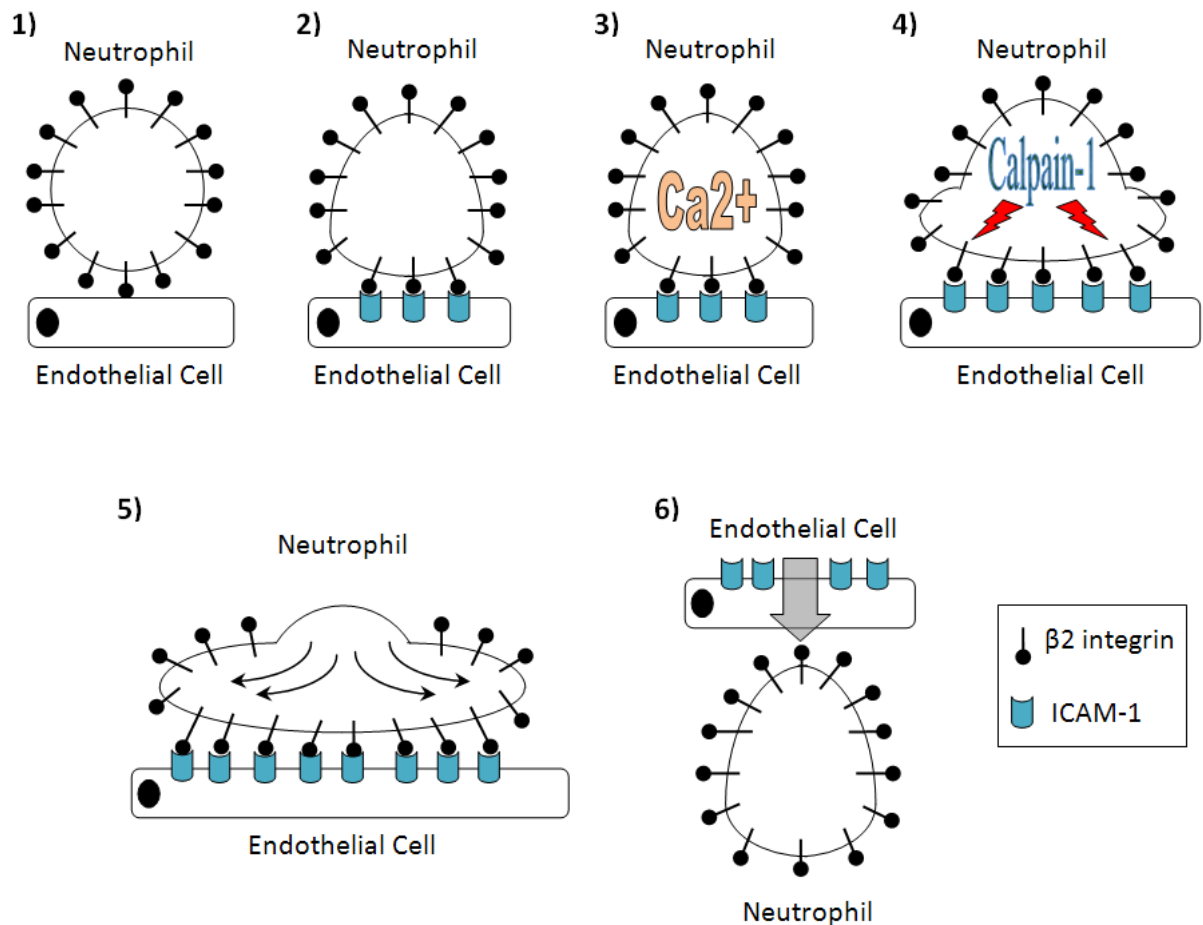 1)
Neutrophil
Endothelial Cell
2)
Neutrophil
Endothelial Cell
3)
Neutrophil
Ca2+
Endothelial Cell
4)
Neutrophil
Calpain-1
Endothelial Cell
5)
Neutrophil
Endothelial Cell
6)
Endothelial Cell
Neutrophil
β2 integrin
ICAM-1